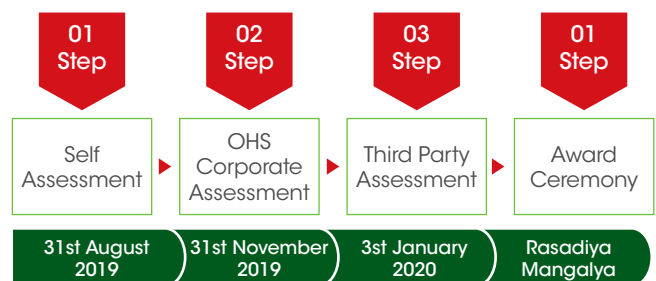 01
Step
02
Step
03
Step
01
Step
Self
Assessment
OHS
Corporate
Assessment
Third Party
Assessment
Award
Ceremony
31st August
2019
31st November
2019
3st January
2020
Rasadiya
Mangalya